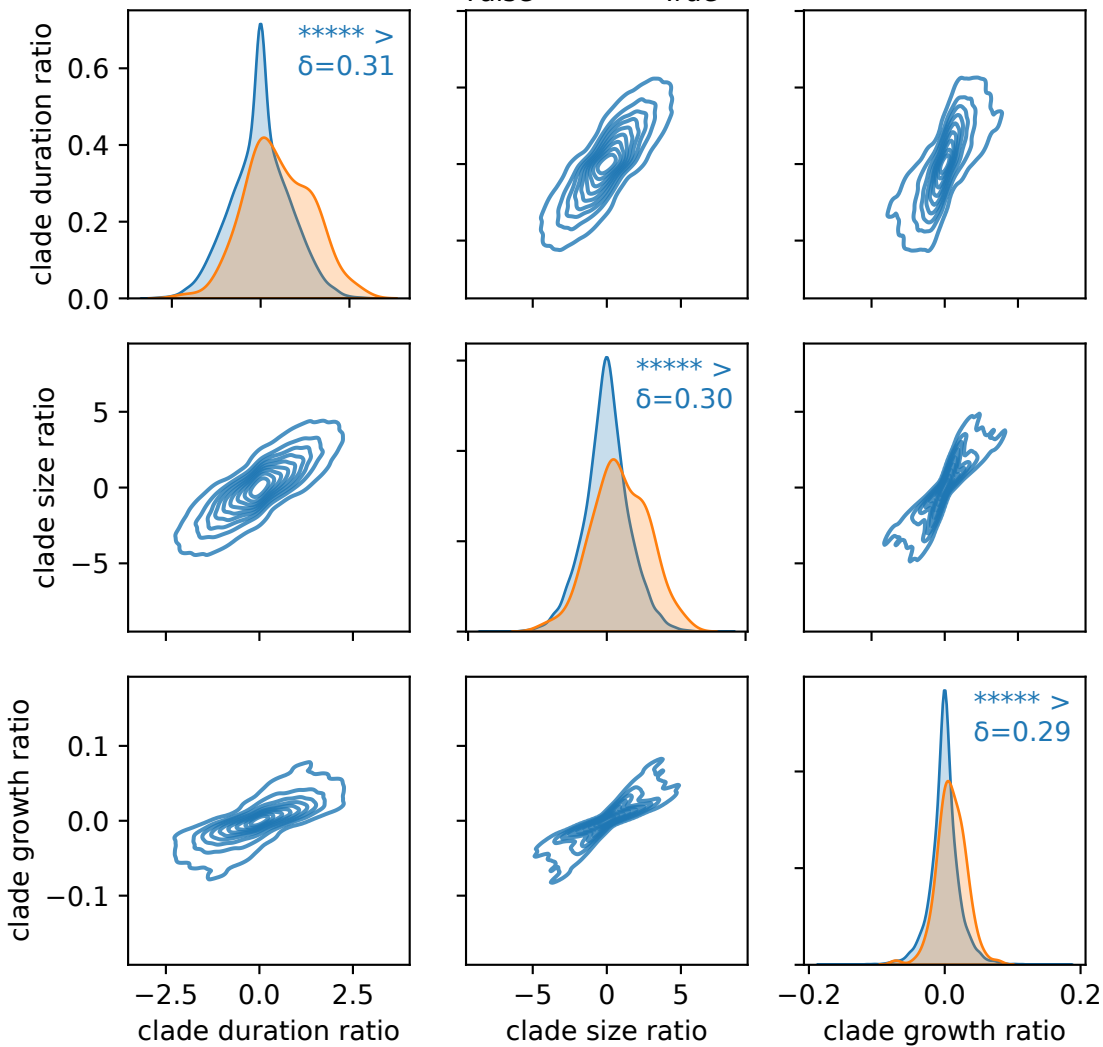 False True
clade duration ratio
0.6
0.4
0.2
0.0
***** >
δ=0.31
clade size ratio
5
0
−5
***** >
δ=0.30
clade growth ratio
0.1
0.0
−0.1
***** >
δ=0.29
−2.5 0.0 2.5
−5 0 5
−0.2 0.0 0.2
clade duration ratio
clade size ratio
clade growth ratio